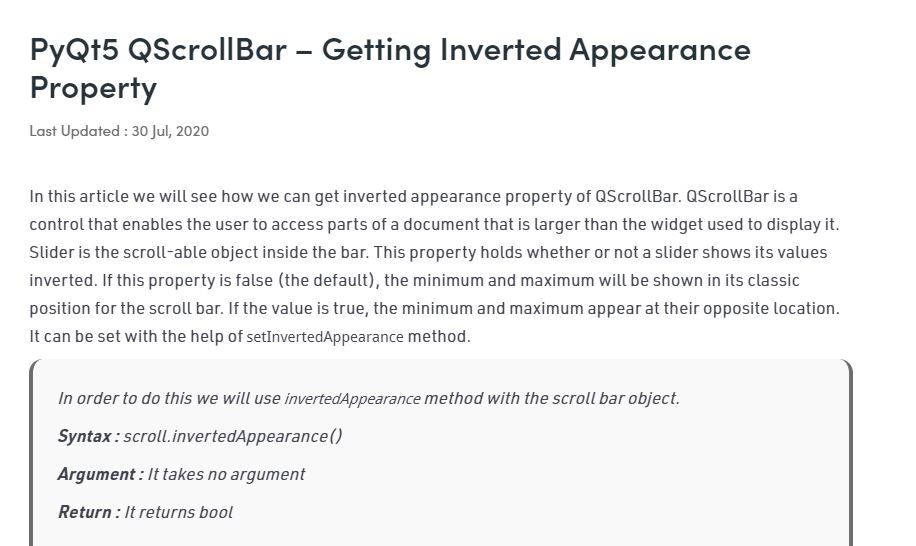 PyQt5 QScrollBar – Getting Inverted Appearance
Property
Last Updated : 30 Jul, 2020
In this article we will see how we can get inverted appearance property of QScrollBar. QScrollBar is a
control that enables the user to access parts of a document that is larger than the widget used to display it.
Slider is the scroll-able object inside the bar. This property holds whether or not a slider shows its values
inverted. If this property is false (the default), the minimum and maximum will be shown in its classic
position for the scroll bar. If the value is true, the minimum and maximum appear at their opposite location.
It can be set with the help of setInvertedAppearance method.
In order to do this we will use invertedAppearance method with the scroll bar object.
Syntax : scroll.invertedAppearance()
Argument : It takes no argument
Return : It returns bool